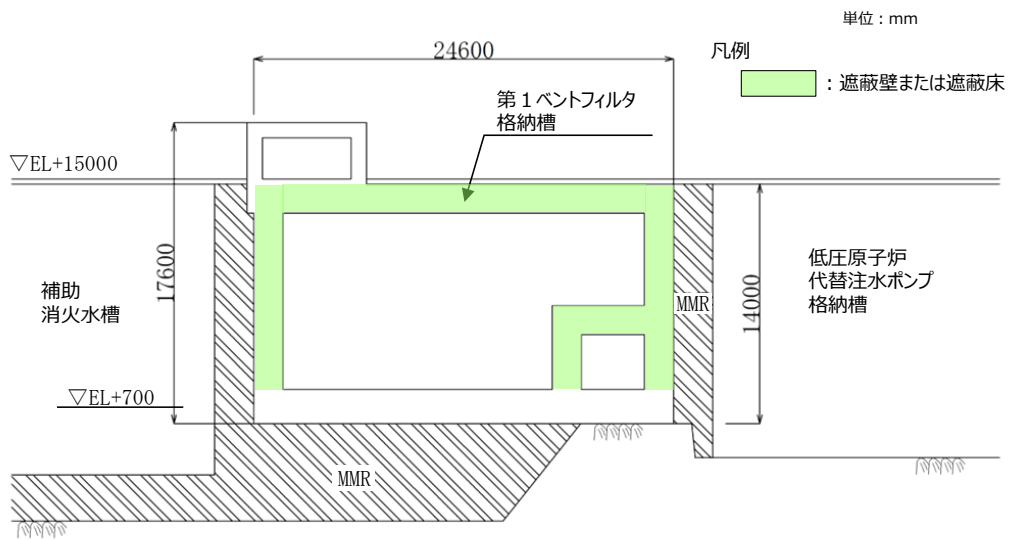 単位：mm
24600
凡例
：遮蔽壁または遮蔽床
第１ベントフィルタ
格納槽
▽EL+15000
17600
補助
消火水槽
MMR
14000
低圧原子炉
代替注水ポンプ
格納槽
▽EL+700
MMR